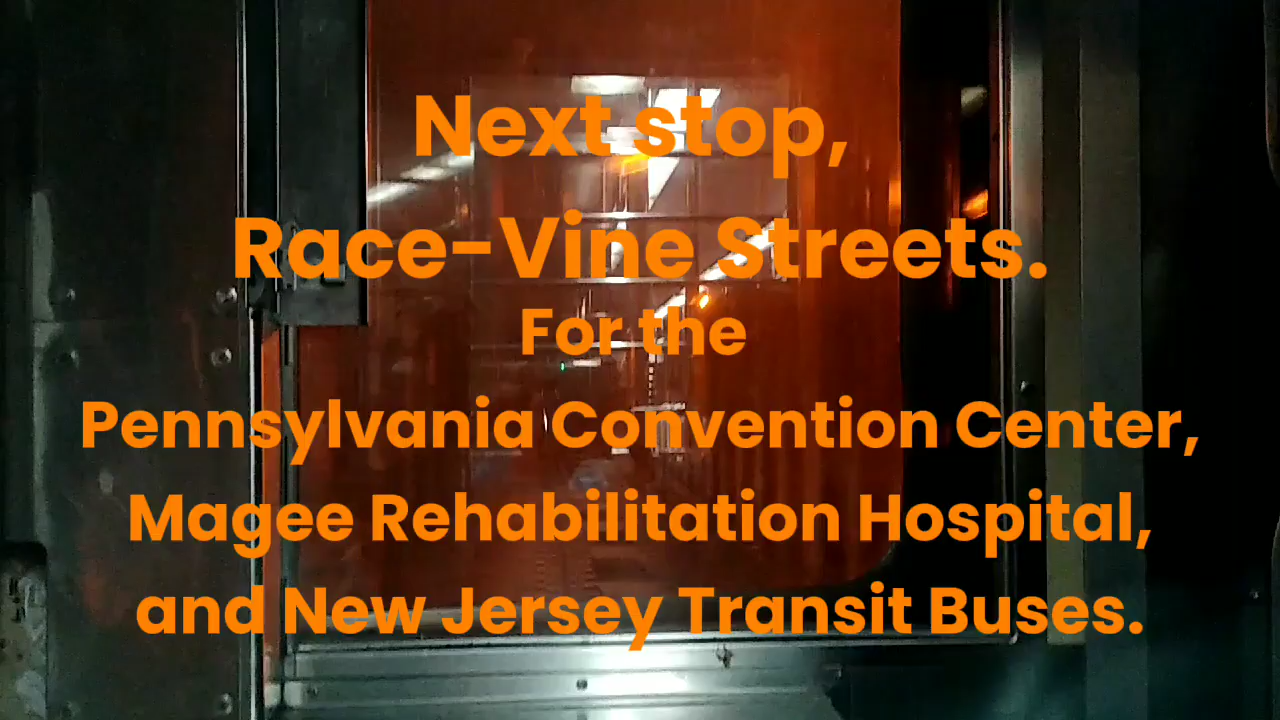 Next stop,
Race-Vine Streets.
For the
Pennsylvania Convention Center,
Magee Rehabilitation Hospital,
and New Jersey Transit Buses.